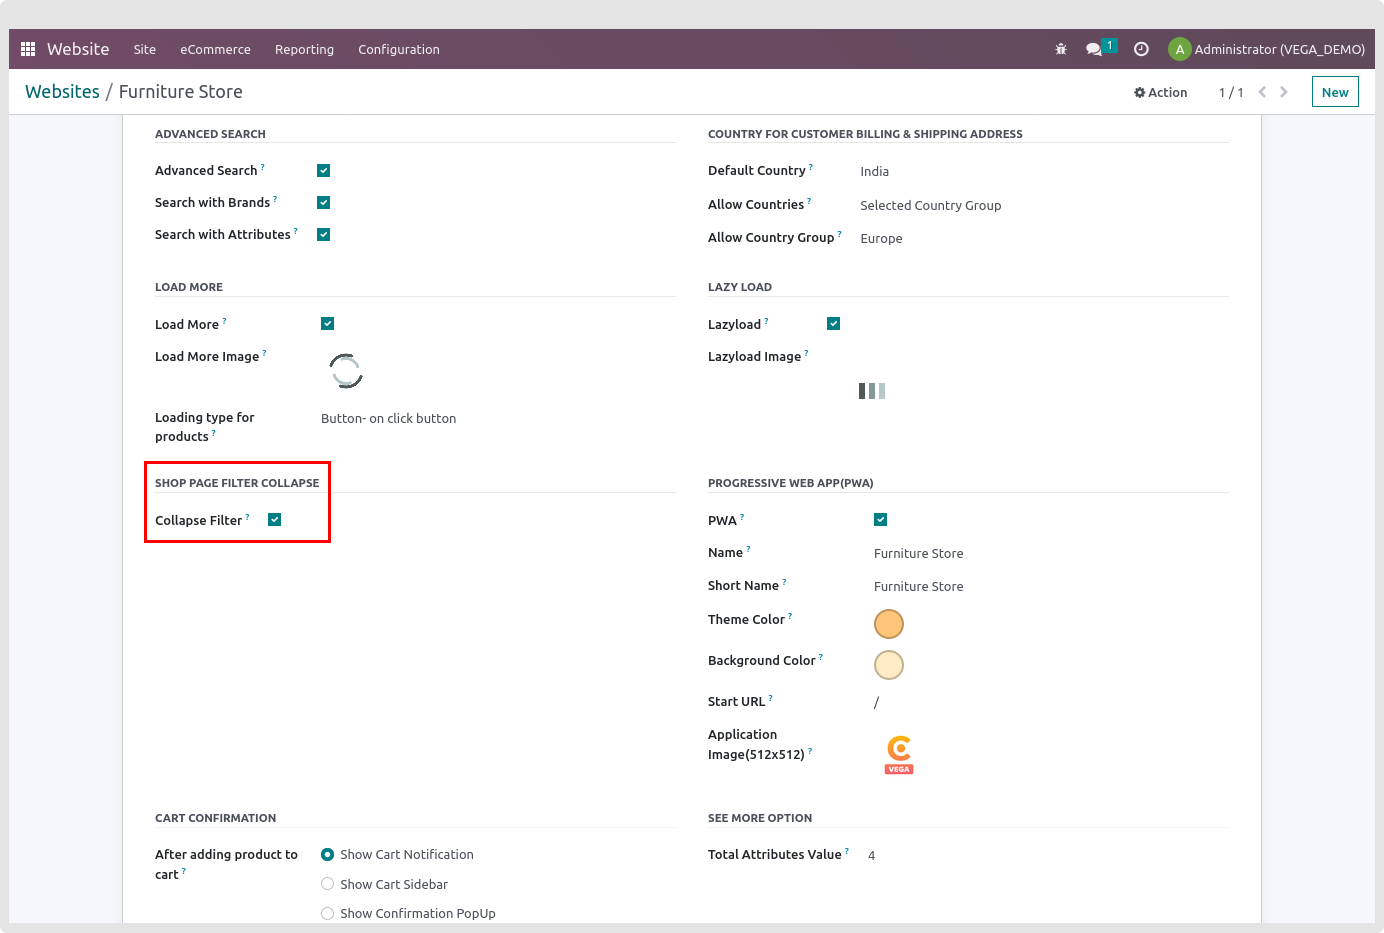 Website Site eCommerce Reporting Configuration 1 A Administrator (VEGA_DEMO)
Websites / Furniture Store Action 1 / 1 New
ADVANCED SEARCH
Advanced Search ?
Search with Brands ?
Search with Attributes ?
COUNTRY FOR CUSTOMER BILLING & SHIPPING ADDRESS
Default Country ? India
Allow Countries ? Selected Country Group
Allow Country Group ? Europe
LOAD MORE
Load More ?
Load More Image ?
Loading type for
products ? Button- on click button
LAZY LOAD
Lazyload ?
Lazyload Image ?
SHOP PAGE FILTER COLLAPSE
Collapse Filter ?
PROGRESSIVE WEB APP(PWA)
PWA ?
Name ? Furniture Store
Short Name ? Furniture Store
Theme Color ?
Background Color ?
Start URL ? /
Application
Image(512x512) ?
VEGA
CART CONFIRMATION
After adding product to
cart ?
Show Cart Notification
Show Cart Sidebar
Show Confirmation PopUp
SEE MORE OPTION
Total Attributes Value ? 4